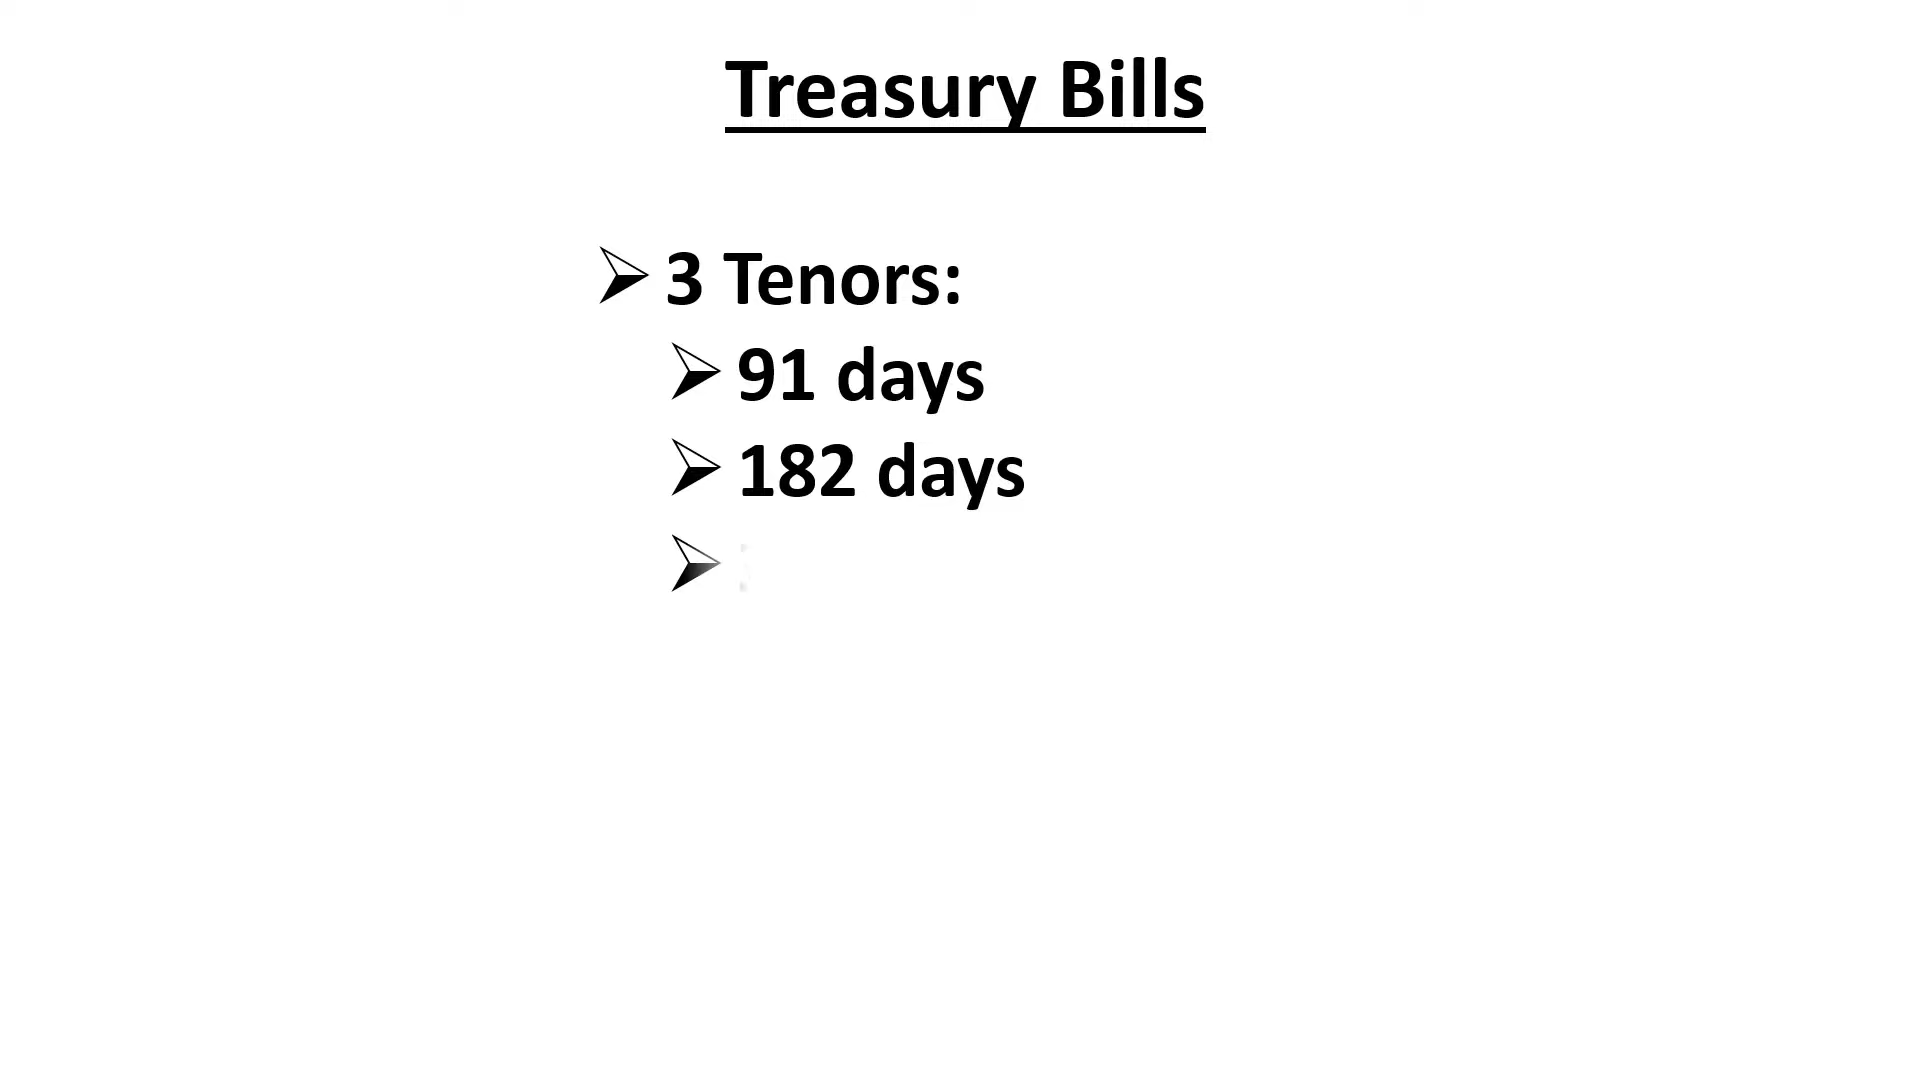 Treasury Bills
➢ 3 Tenors:
➢ 91 days
➢ 182 days
➢